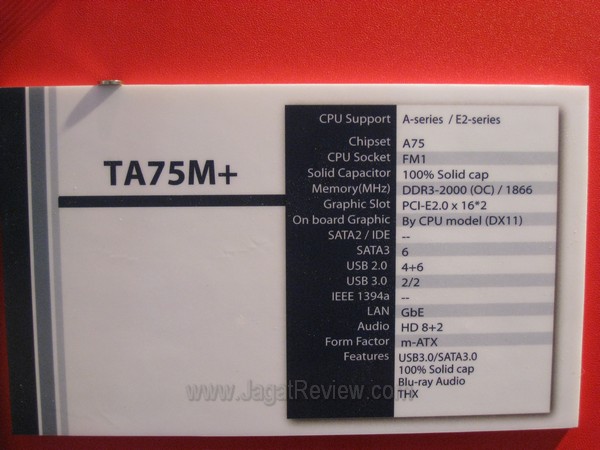 TA75M+
CPU Support A-series / E2-series
Chipset A75
CPU Socket FM1
Solid Capacitor 100% Solid cap
Memory(MHz) DDR3-2000 (OC) / 1866
Graphic Slot PCI-E2.0 x 16*2
On board Graphic By CPU model (DX11)
SATA2 / IDE --
SATA3 6
USB 2.0 4+6
USB 3.0 2/2
IEEE 1394a --
LAN GbE
Audio HD 8+2
Form Factor m-ATX
Features USB3.0/SATA3.0
100% Solid cap
Blu-ray Audio
THX
www.JagatReview.com